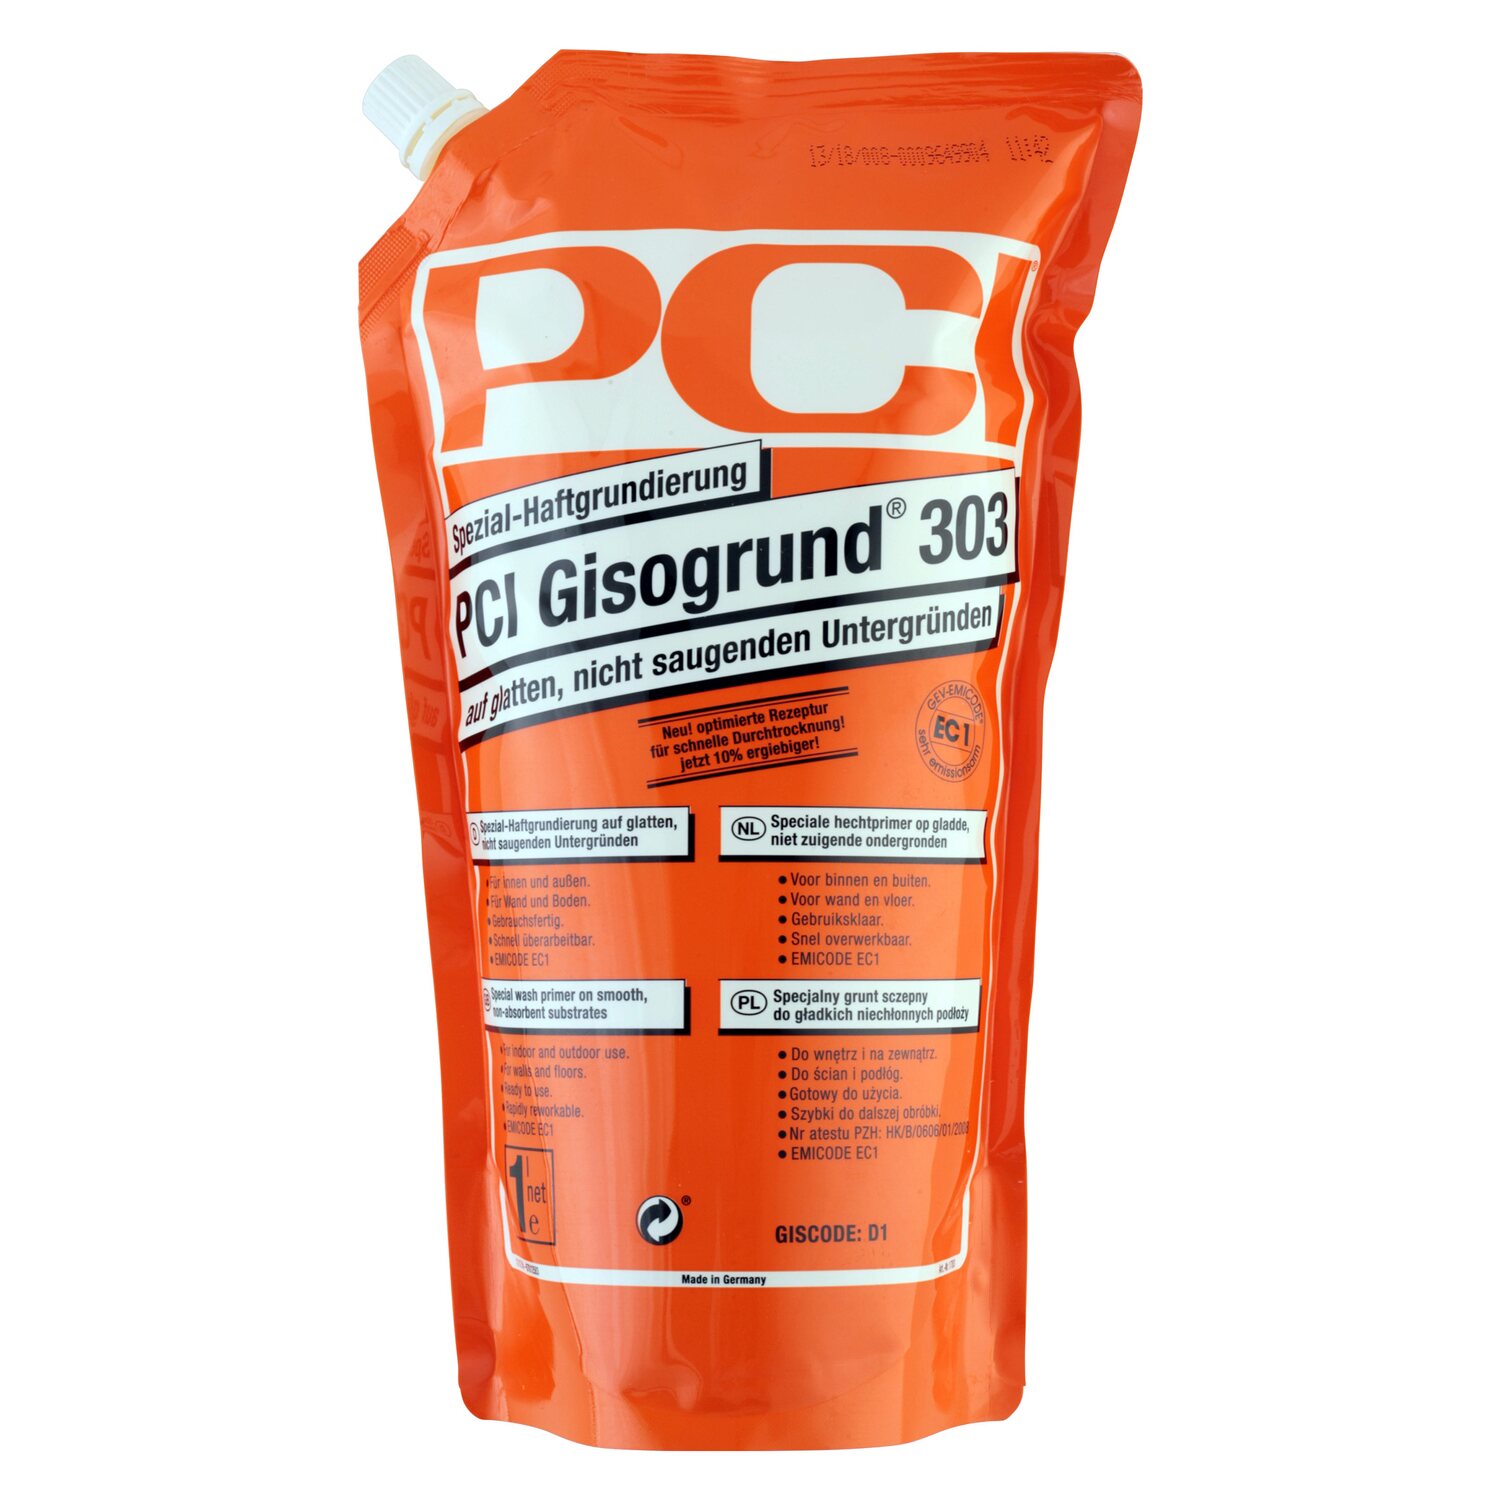 13/18/008-0009649904 11:42
PCI®
Spezial-Haftgrundierung
PCI Gisogrund® 303
auf glatten, nicht saugenden Untergründen
Neu! optimierte Rezeptur
für schnelle Durchtrocknung!
jetzt 10% ergiebiger!
GEV-EMICODE®
EC1
sehr emissionsarm
D Spezial-Haftgrundierung auf glatten,
nicht saugenden Untergründen
• Für innen und außen.
• Für Wand und Boden.
• Gebrauchsfertig.
• Schnell überarbeitbar.
• EMICODE EC1
NL Speciale hechtprimer op gladde,
niet zuigende ondergronden
• Voor binnen en buiten.
• Voor wand en vloer.
• Gebruiksklaar.
• Snel overwerkbaar.
• EMICODE EC1
Special wash primer on smooth,
non-absorbent substrates
• For indoor and outdoor use.
• For walls and floors.
• Ready to use.
• Rapidly reworkable.
• EMICODE EC1
PL Specjalny grunt sczepny
do gładkich niechłonnych podłoży
• Do wnętrz i na zewnątrz.
• Do ścian i podłóg.
• Gotowy do użycia.
• Szybki do dalszej obróbki.
• Nr atestu PZH: HK/B/0606/01/2008
• EMICODE EC1
1 l
net
e
®
GISCODE: D1
Made in Germany